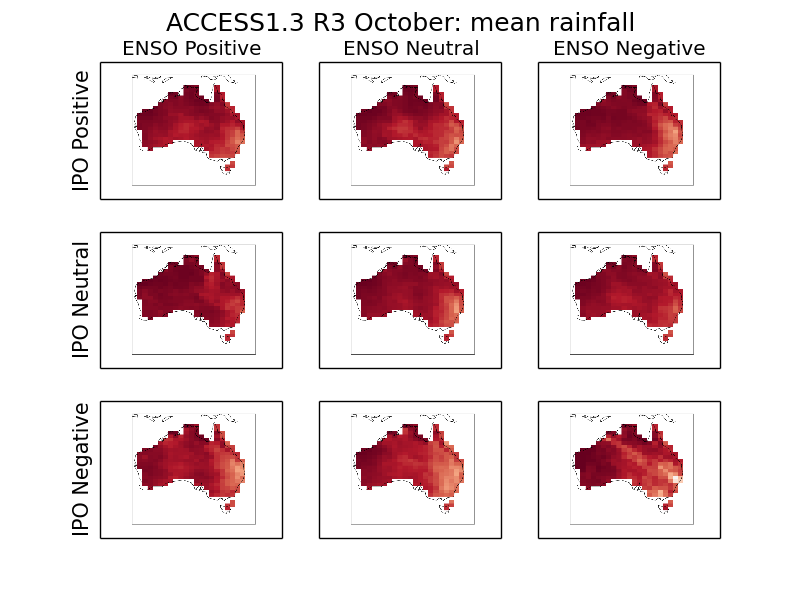 ACCESS1.3 R3 October: mean rainfall
ENSO Positive ENSO Neutral ENSO Negative
IPO Positive
IPO Neutral
IPO Negative